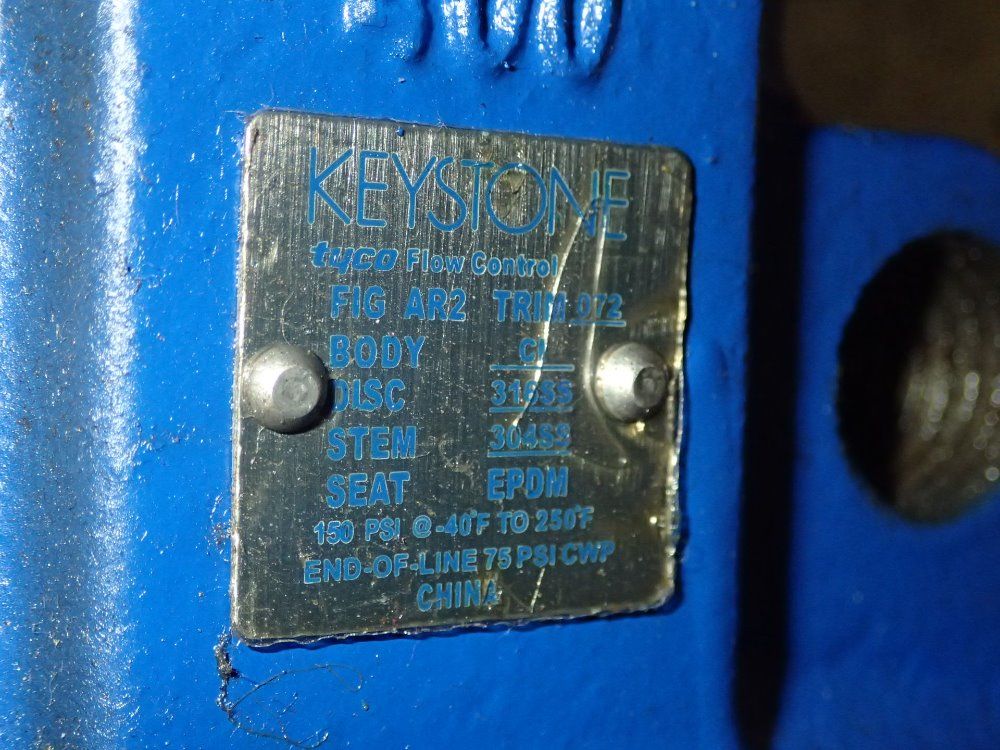 KEYSTONE
tyco Flow Control
FIG AR2 TRIM 072
BODY CI
DISC 316SS
STEM 304SS
SEAT EPDM
150 PSI @ -40°F TO 250°F
END-OF-LINE 75 PSI CWP
CHINA